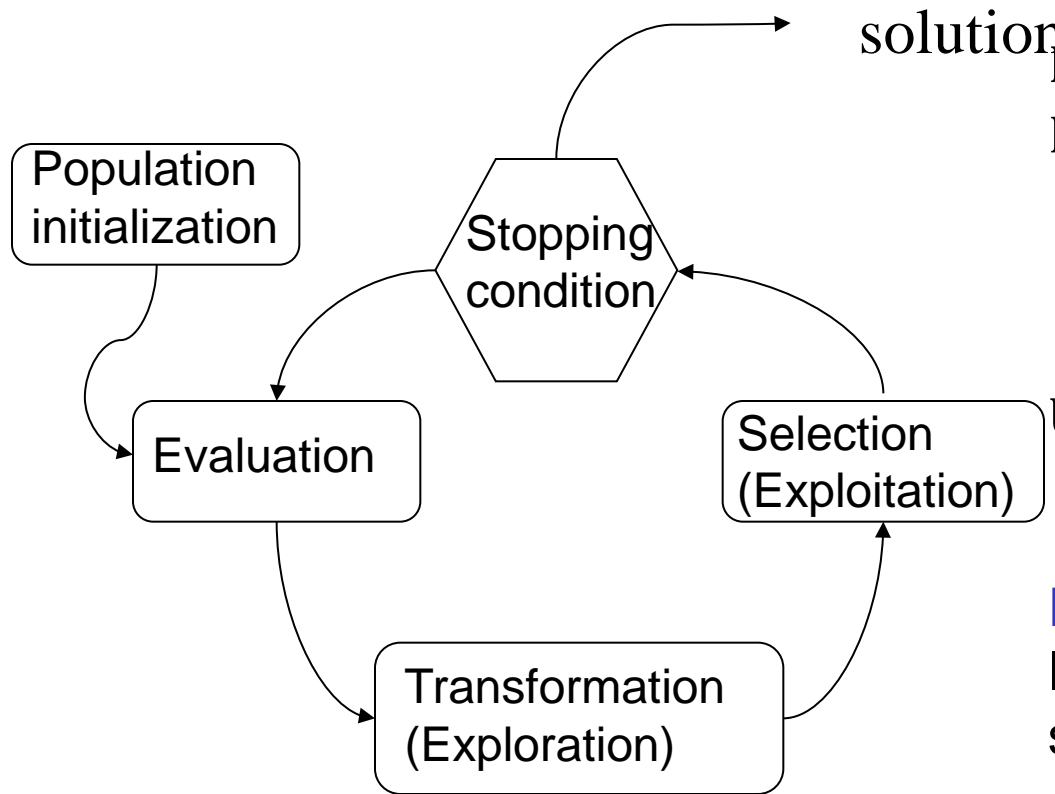 solution
Population
initialization
Stopping
condition
Evaluation
Selection
(Exploitation)
Transformation
(Exploration)